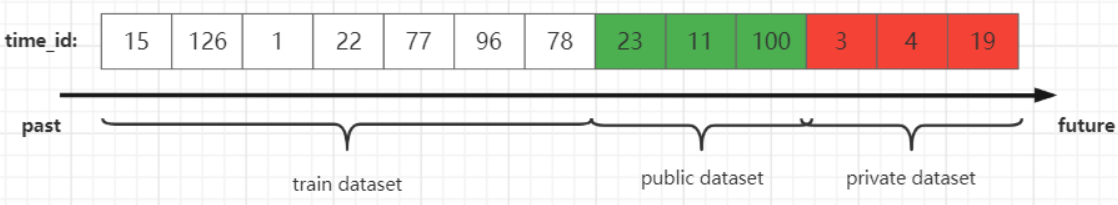 time_id: 15 126 1 22 77 96 78 23 11 100 3 4 19
past future
train dataset public dataset private dataset